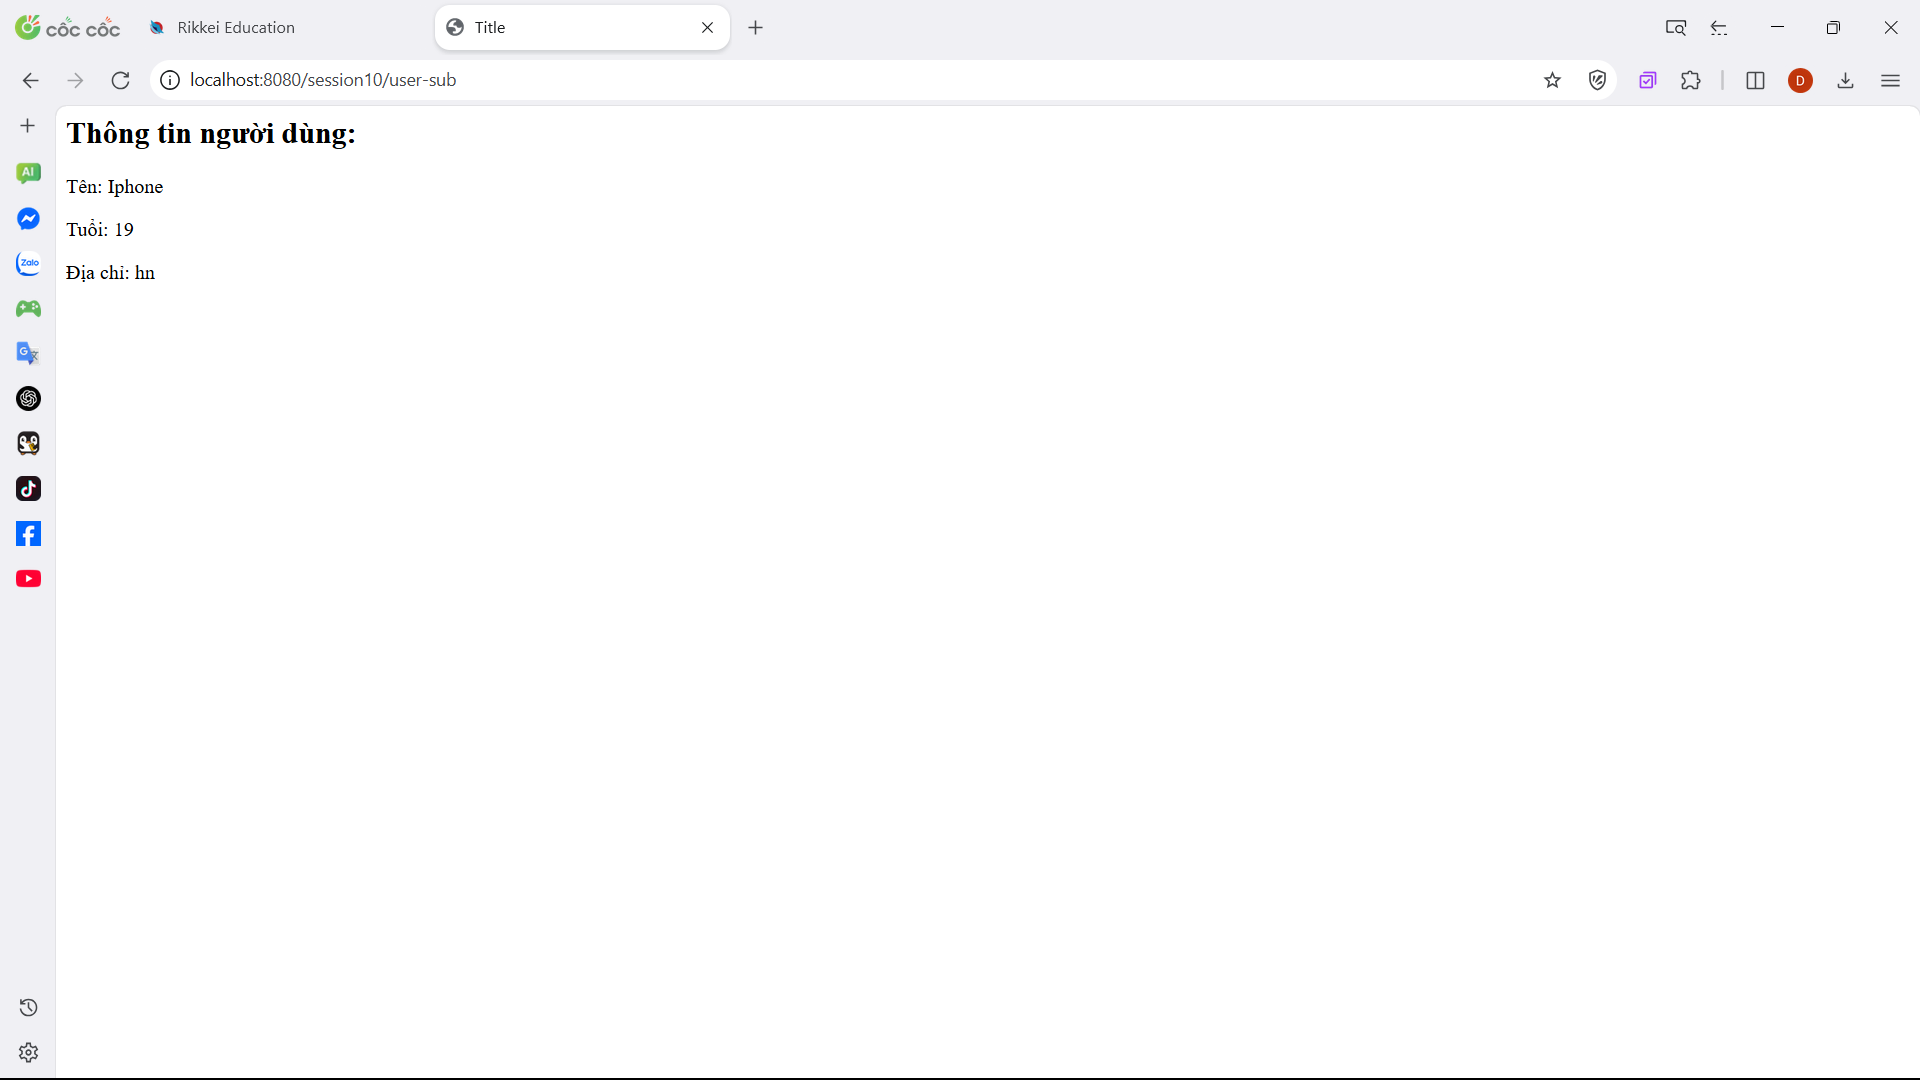 cốc cốc
Rikkei Education
Title
localhost:8080/session10/user-sub
D
Thông tin người dùng:
AI
Tên: Iphone
Tuổi: 19
Zalo
Địa chỉ: hn
G